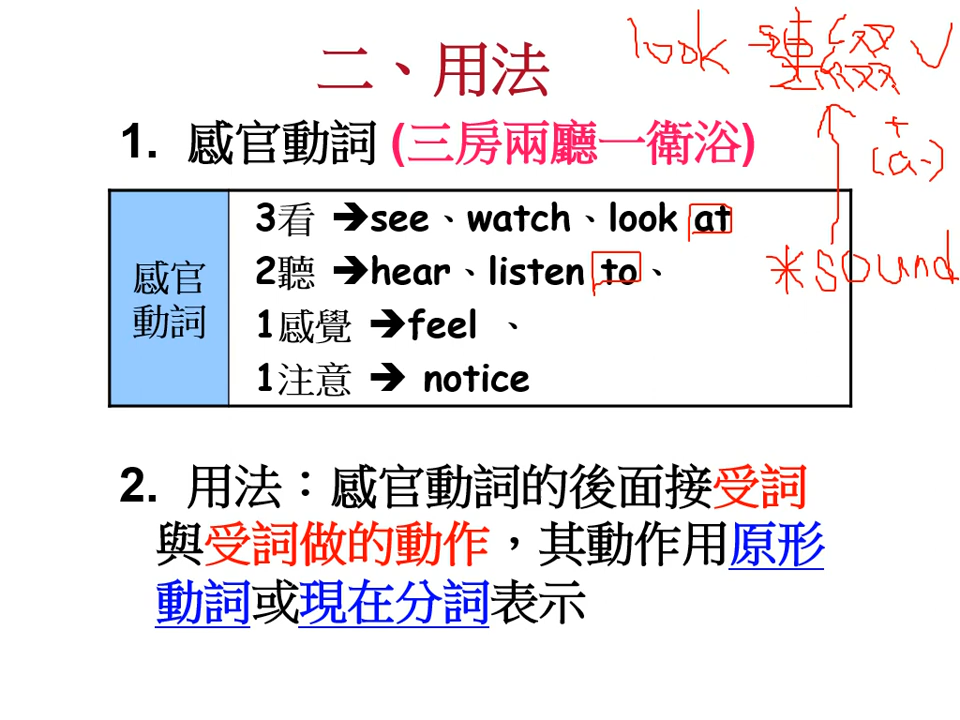 二、用法
look 連綴 V
+
(a.)
1. 感官動詞 (三房兩廳一衛浴)
感官動詞
3看 ➔see、watch、look at
2聽 ➔hear、listen to、
1感覺 ➔feel 、
1注意 ➔ notice
*sound
2. 用法：感官動詞的後面接受詞
與受詞做的動作，其動作用原形
動詞或現在分詞表示